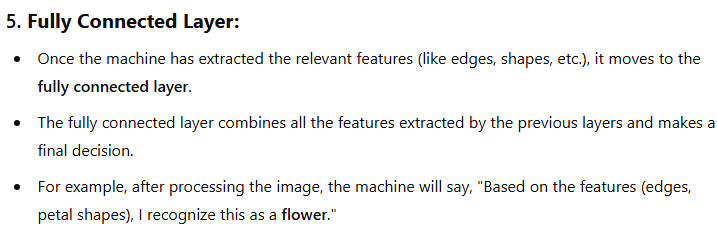 5. Fully Connected Layer:
• Once the machine has extracted the relevant features (like edges, shapes, etc.), it moves to the
fully connected layer.
• The fully connected layer combines all the features extracted by the previous layers and makes a
final decision.
• For example, after processing the image, the machine will say, "Based on the features (edges,
petal shapes), I recognize this as a flower."